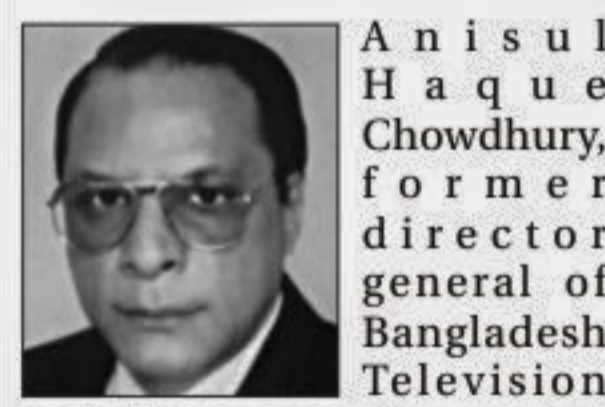 Anisul
Haque
Chowdhury,
former
director
general of
Bangladesh
Television